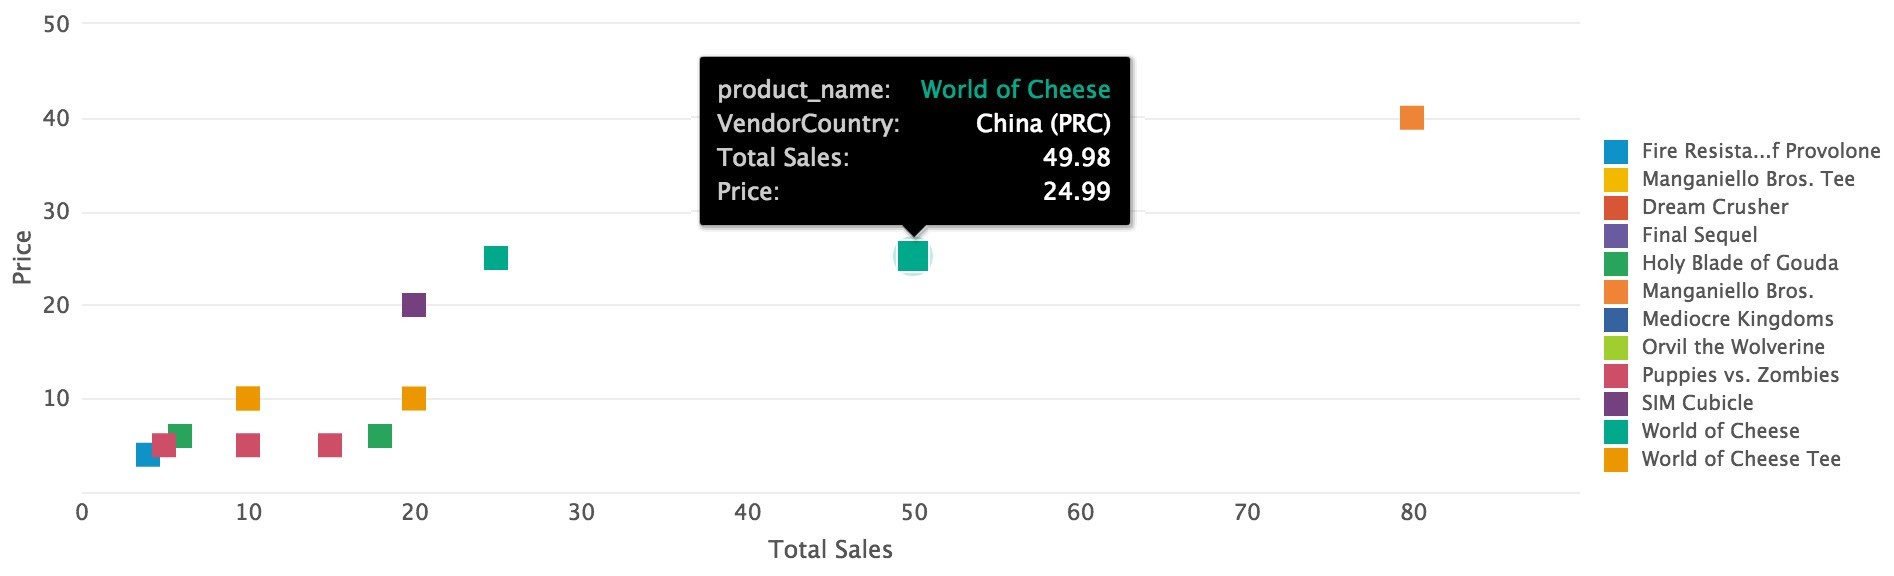 50
40
30
20
10
Price
product_name: World of Cheese
VendorCountry: China (PRC)
Total Sales: 49.98
Price: 24.99
0 10 20 30 40 50 60 70 80
Total Sales
Fire Resista...f Provolone
Manganiello Bros. Tee
Dream Crusher
Final Sequel
Holy Blade of Gouda
Manganiello Bros.
Mediocre Kingdoms
Orvil the Wolverine
Puppies vs. Zombies
SIM Cubicle
World of Cheese
World of Cheese Tee